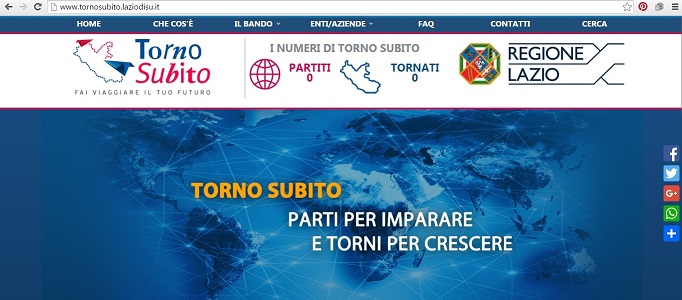 www.tornosubito.laziodisu.it
HOME CHE COS'È IL BANDO ENTI/AZIENDE FAQ CONTATTI CERCA
Torno
Subito
FAI VIAGGIARE IL TUO FUTURO
I NUMERI DI TORNO SUBITO
PARTITI
0
TORNATI
0
REGIONE
LAZIO
TORNO SUBITO
PARTI PER IMPARARE
E TORNI PER CRESCERE